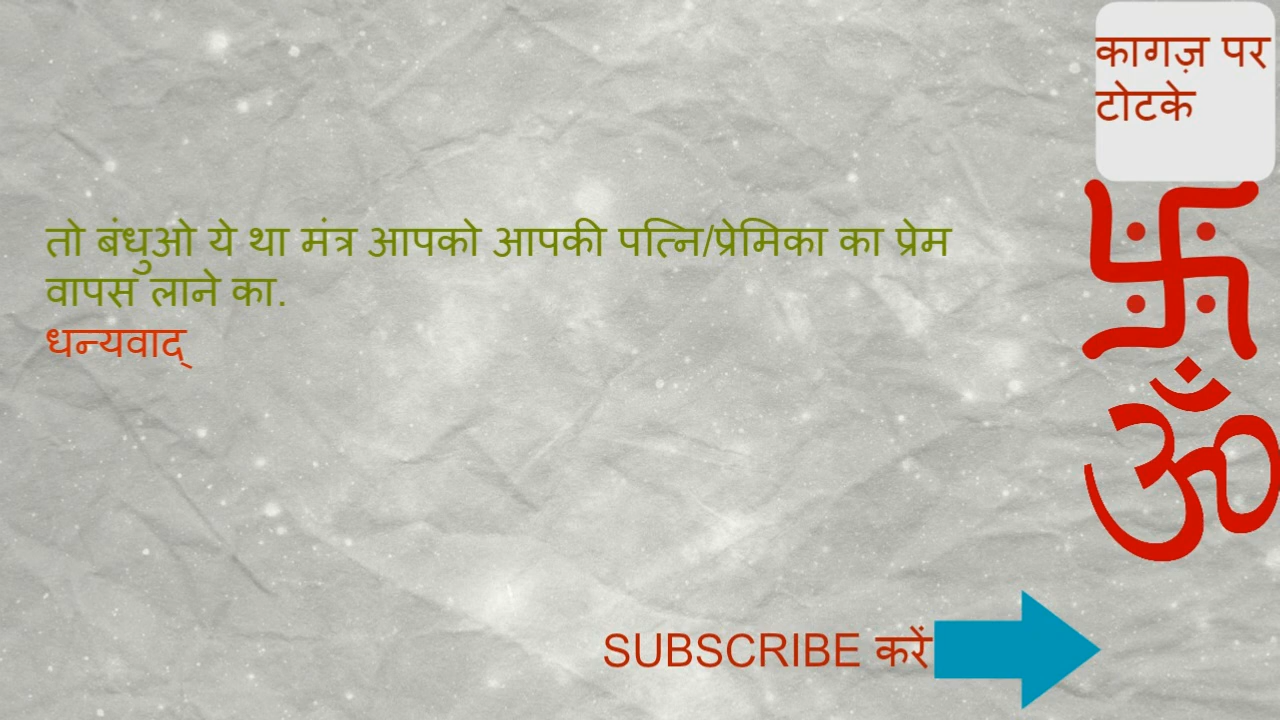 कागज़ पर
टोटके
तो बंधुओ ये था मंत्र आपको आपकी पत्नि/प्रेमिका का प्रेम
वापस लाने का.
धन्यवाद्
ॐ
SUBSCRIBE करें